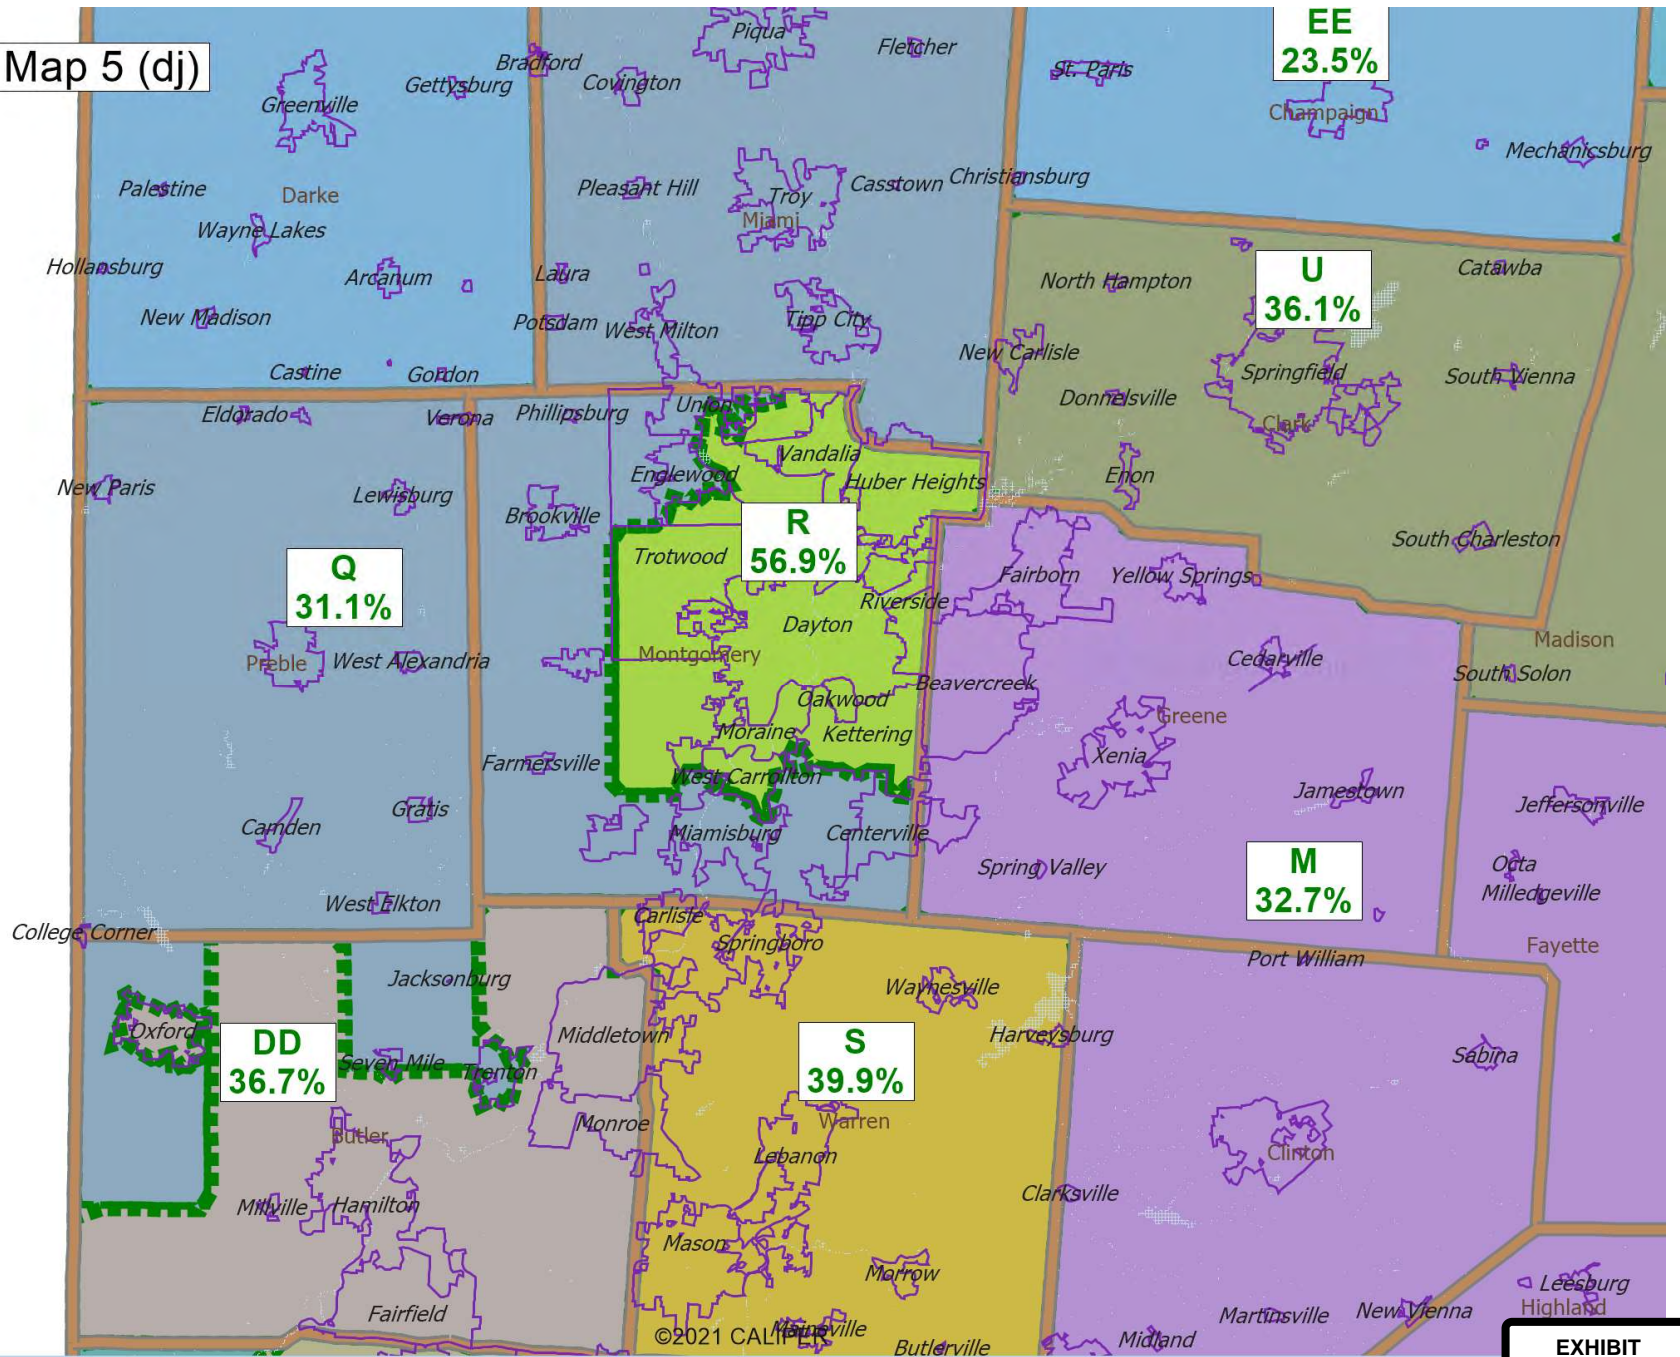 Map 5 (dj)
EE
23.5%
Piqua
Fletcher
Bradford
Covington
Gettysburg
Greenville
St. Paris
Champaign
Mechanicsburg
Palestine
Darke
Pleasant Hill
Troy
Casstown
Christiansburg
Miami
Wayne Lakes
Hollansburg
Arcanum
Laura
North Hampton
U
36.1%
Catawba
New Madison
Potsdam
West Milton
Tipp City
New Carlisle
Castine
Gordon
Springfield
South Vienna
Donnelsville
Clark
Eldorado
Verona
Phillipsburg
Union
Vandalia
Englewood
Huber Heights
Enon
New Paris
Lewisburg
Brookville
R
56.9%
South Charleston
Trotwood
Q
31.1%
Fairborn
Yellow Springs
Riverside
Dayton
Madison
Preble
West Alexandria
Montgomery
Cedarville
South Solon
Beavercreek
Oakwood
Greene
Moraine
Kettering
Xenia
Farmersville
West Carrollton
Jamestown
Jeffersonville
Camden
Gratis
Miamisburg
Centerville
Spring Valley
M
32.7%
Octa
Milledgeville
West Elkton
College Corner
Carlisle
Springboro
Port William
Fayette
Jacksonburg
Waynesville
Oxford
DD
36.7%
Middletown
S
39.9%
Harveysburg
Seven Mile
Trenton
Sabina
Butler
Monroe
Warren
Lebanon
Clinton
Millville
Hamilton
Clarksville
Mason
Morrow
Leesburg
Highland
Fairfield
Martinsville
New Vienna
©2021 CALIPER
Maineville
Butlerville
Midland
EXHIBIT